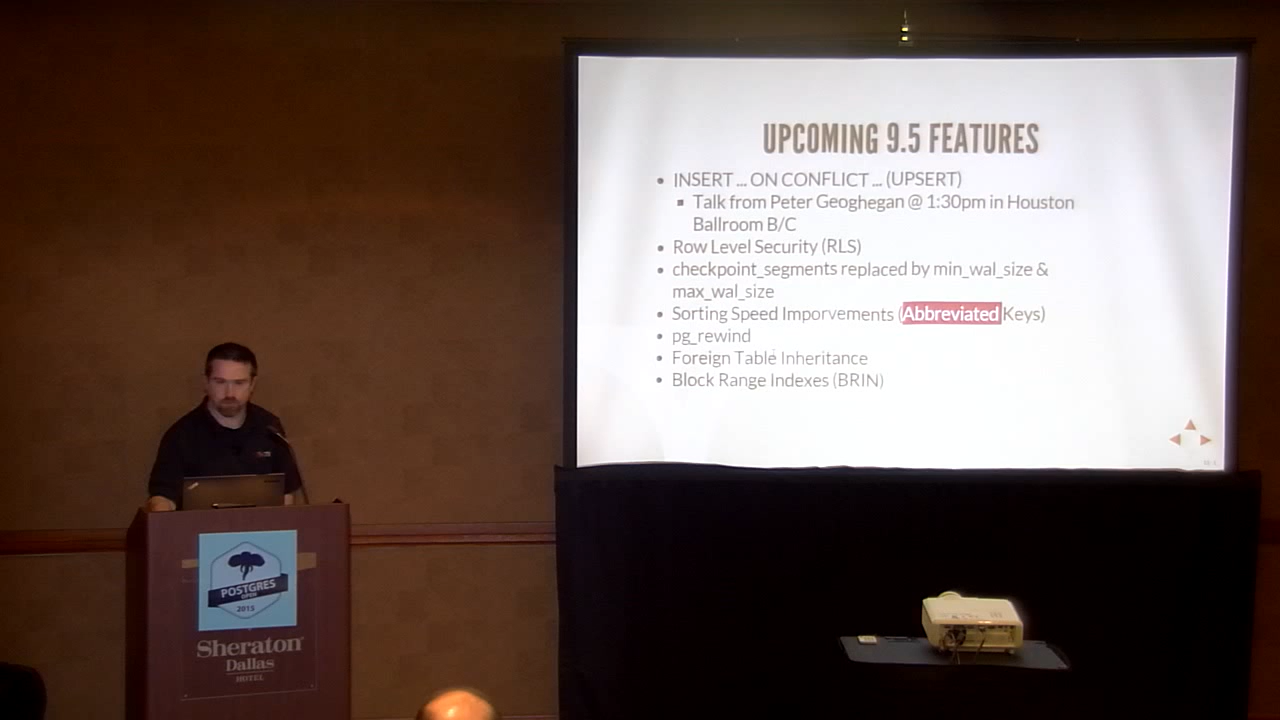 UPCOMING 9.5 FEATURES
• INSERT ... ON CONFLICT ... (UPSERT)
▪ Talk from Peter Geoghegan @ 1:30pm in Houston
Ballroom B/C
• Row Level Security (RLS)
• checkpoint_segments replaced by min_wal_size &
max_wal_size
• Sorting Speed Imporvements (Abbreviated Keys)
• pg_rewind
• Foreign Table Inheritance
• Block Range Indexes (BRIN)
POSTGRES
OPEN
2015
Sheraton
Dallas
HOTEL